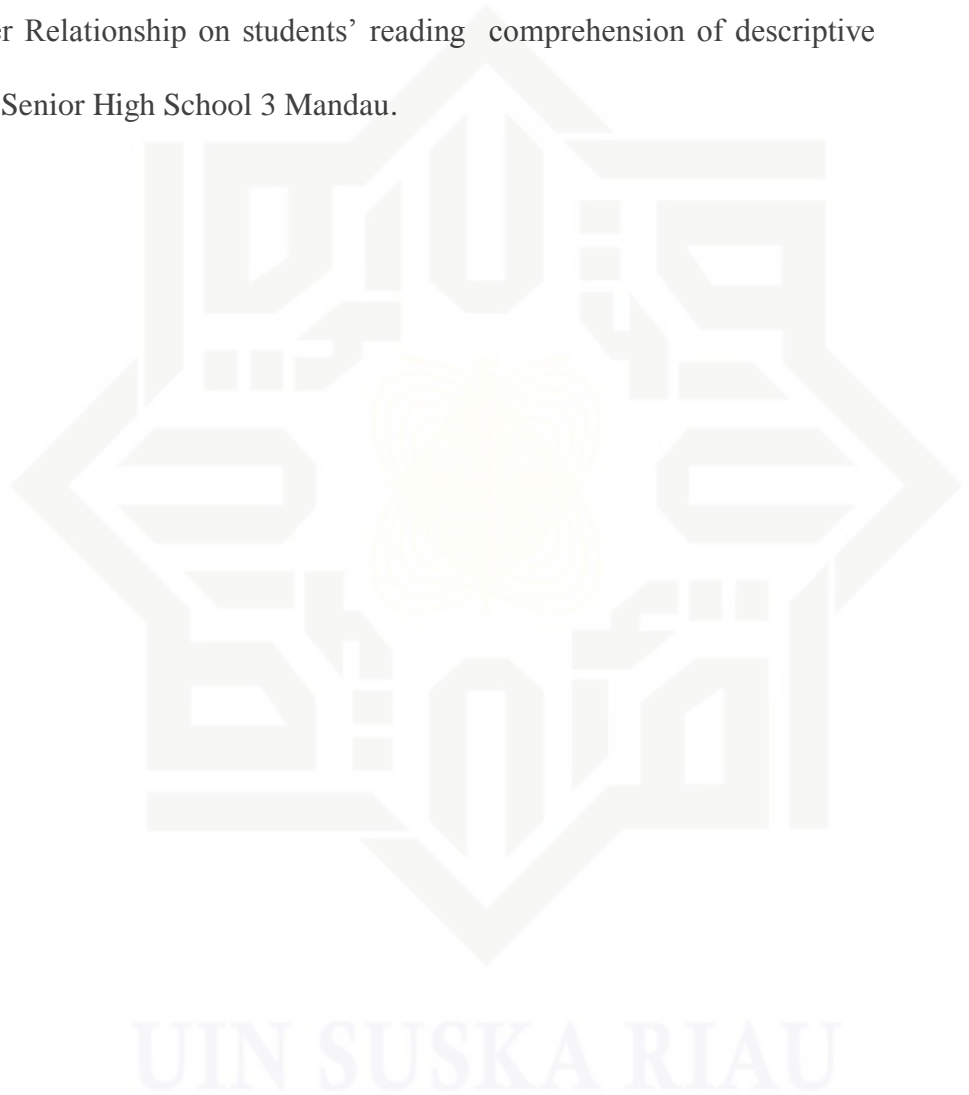 Relationship on students’ reading comprehension of descriptive
Senior High School 3 Mandau.
UIN SUSKA RIAU